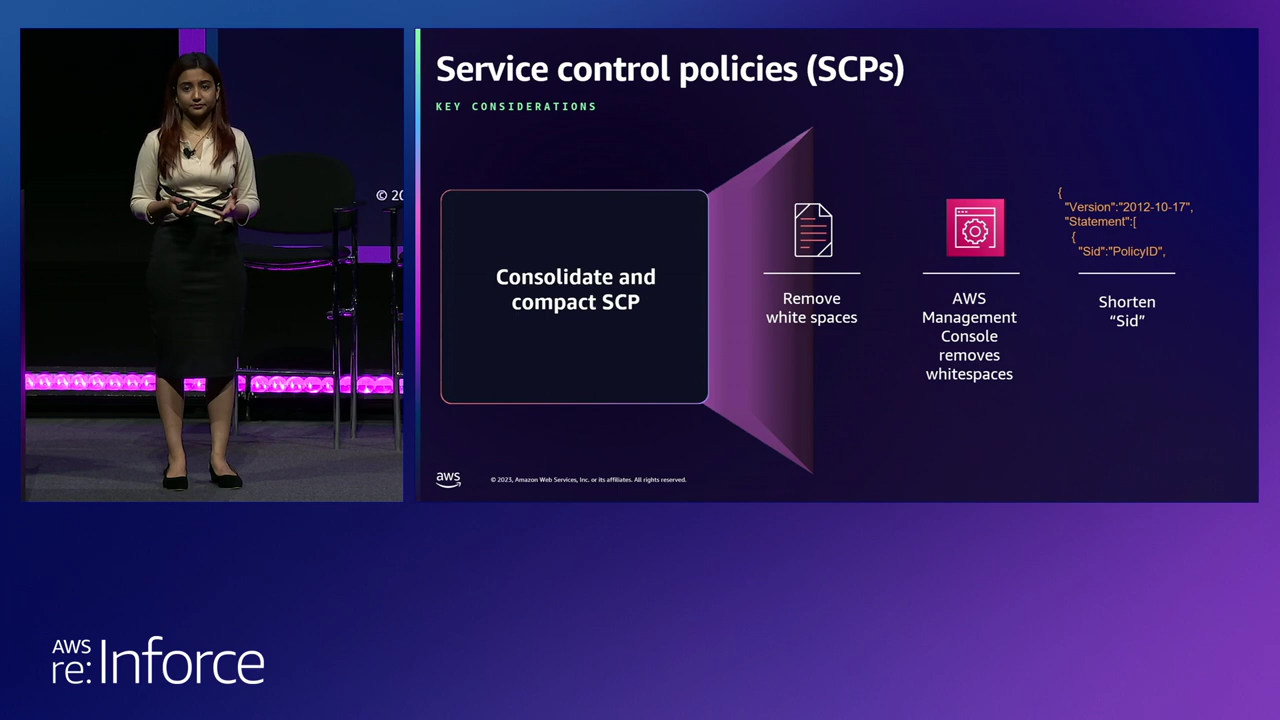 © 20
Service control policies (SCPs)
KEY CONSIDERATIONS
Consolidate and
compact SCP
Remove
white spaces
AWS
Management
Console
removes
whitespaces
{
"Version":"2012-10-17",
"Statement":[
{
"Sid":"PolicyID",
Shorten
“Sid”
aws
© 2023, Amazon Web Services, Inc. or its affiliates. All rights reserved.
AWS
re:Inforce